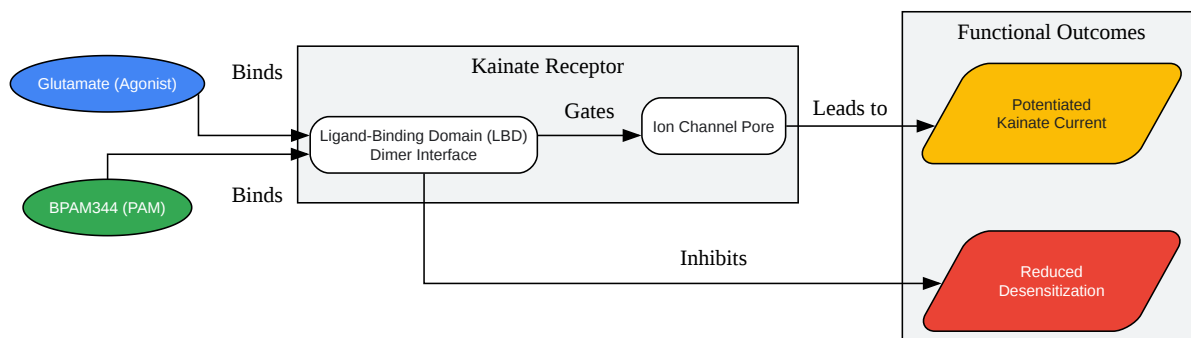 Functional Outcomes
Binds
Kainate Receptor
Glutamate (Agonist)
Gates
Leads to
Potentiated
Kainate Current
Ligand-Binding Domain (LBD)
Dimer Interface
Ion Channel Pore
Binds
BPAM344 (PAM)
Inhibits
Reduced
Desensitization